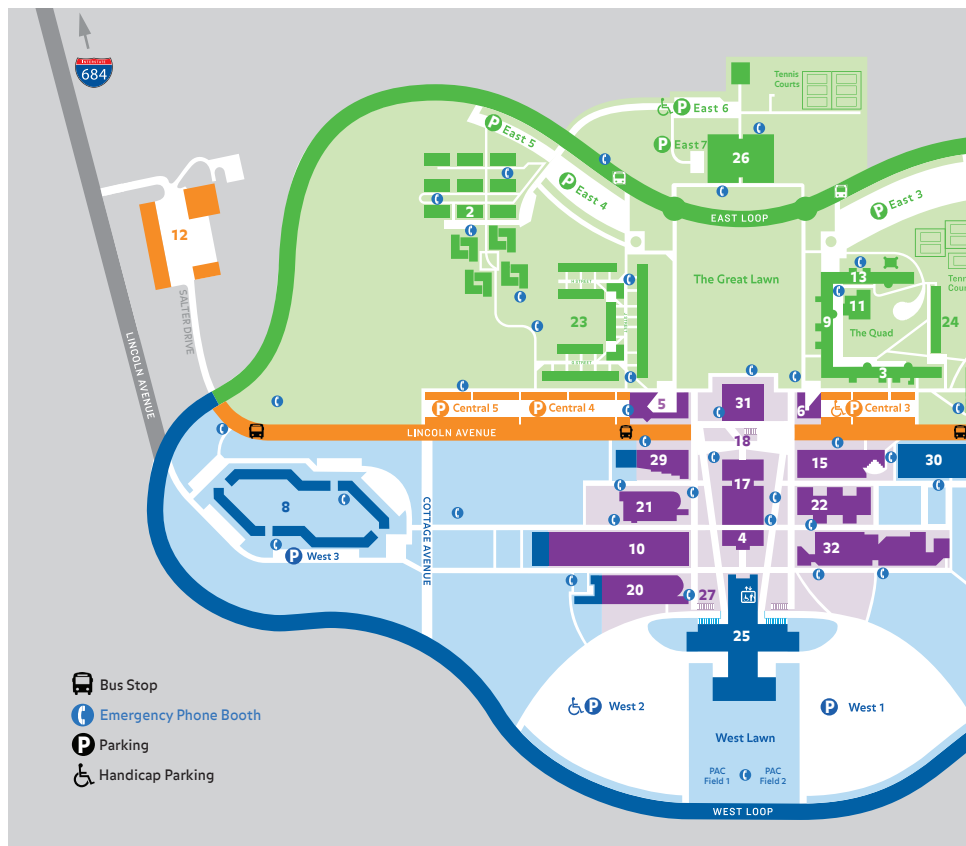 INTERSTATE
684
Tennis
Courts
P East 6
P East 5
P East7
26
P East 4
P East 3
2
EAST LOOP
12
The Great Lawn
Tenn
Cour
13
11
9
The Quad
24
23
3
SALTER DRIVE
LINCOLN AVENUE
P Central 5
P Central 4
5
31
6
P Central 3
LINCOLN AVENUE
18
29
15
30
17
8
21
22
COTTAGE AVENUE
4
10
32
P West 3
20
27
25
Bus Stop
P West 2
P West 1
Emergency Phone Booth
West Lawn
P Parking
Handicap Parking
PAC
Field 1
PAC
Field 2
WEST LOOP